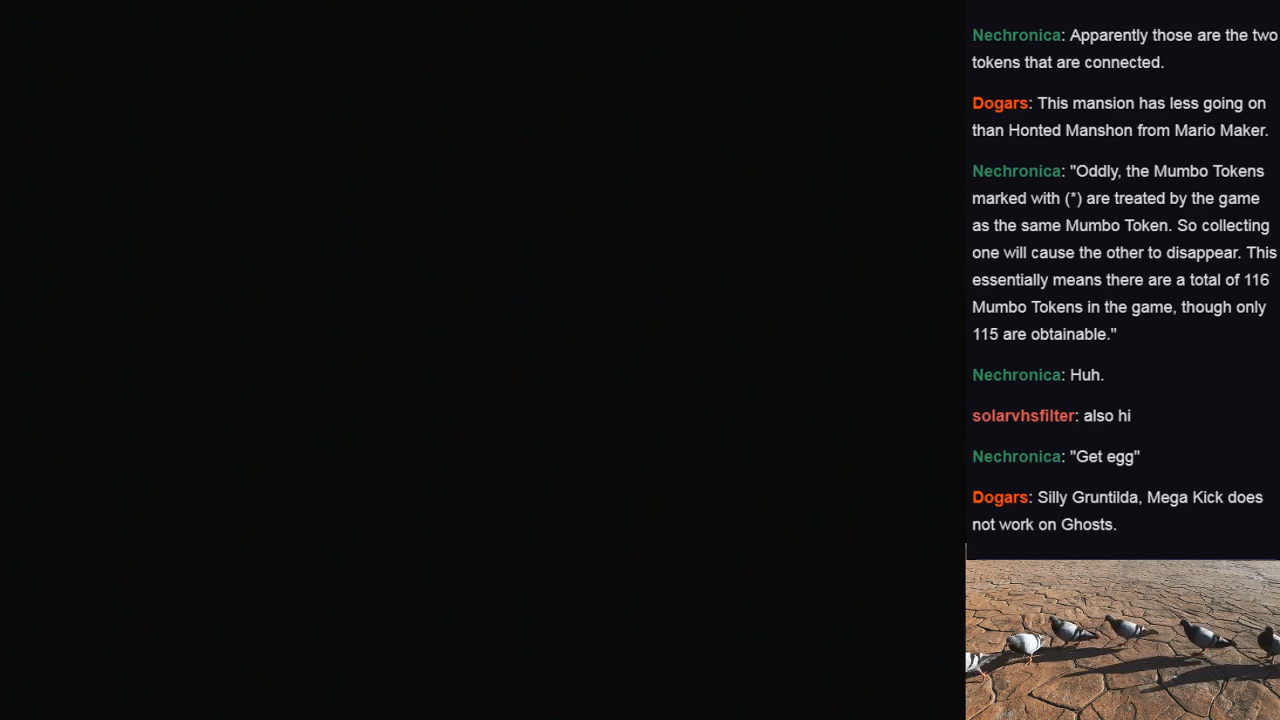 Nechronica: Apparently those are the two
tokens that are connected.
Dogars: This mansion has less going on
than Honted Manshon from Mario Maker.
Nechronica: "Oddly, the Mumbo Tokens
marked with (*) are treated by the game
as the same Mumbo Token. So collecting
one will cause the other to disappear. This
essentially means there are a total of 116
Mumbo Tokens in the game, though only
115 are obtainable."
Nechronica: Huh.
solarvhsfilter: also hi
Nechronica: "Get egg"
Dogars: Silly Gruntilda, Mega Kick does
not work on Ghosts.